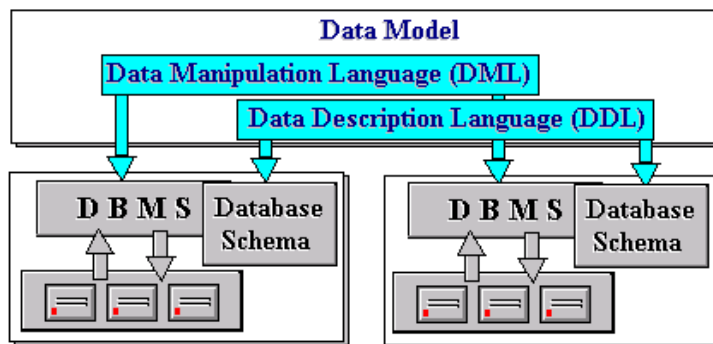 Data Model
Data Manipulation Language (DML)
Data Description Language (DDL)
D B M S
Database
Schema
D B M S
Database
Schema